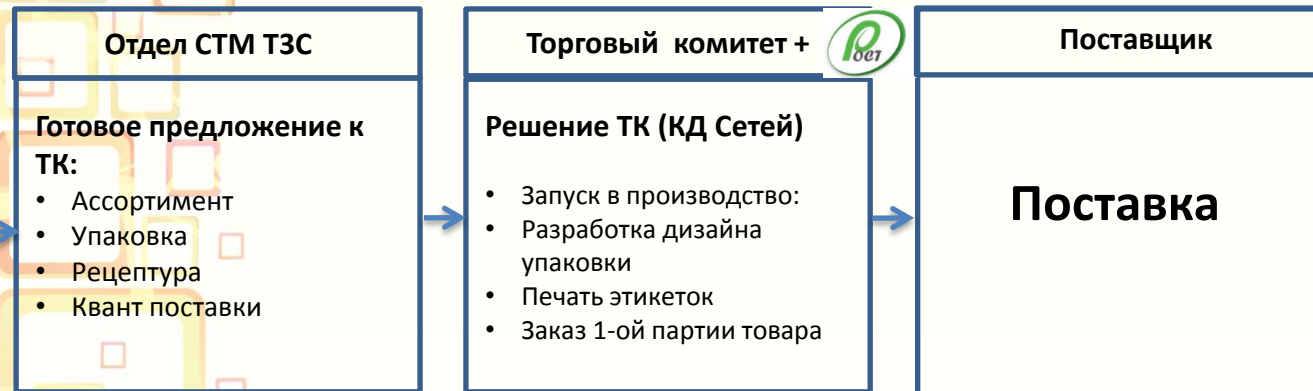 Отдел СТМ ТЗС
Готовое предложение к
ТК:
• Ассортимент
• Упаковка
• Рецептура
• Квант поставки
Торговый комитет +
Рост
Решение ТК (КД Сетей)
• Запуск в производство:
• Разработка дизайна
упаковки
• Печать этикеток
• Заказ 1-ой партии товара
Поставщик
Поставка